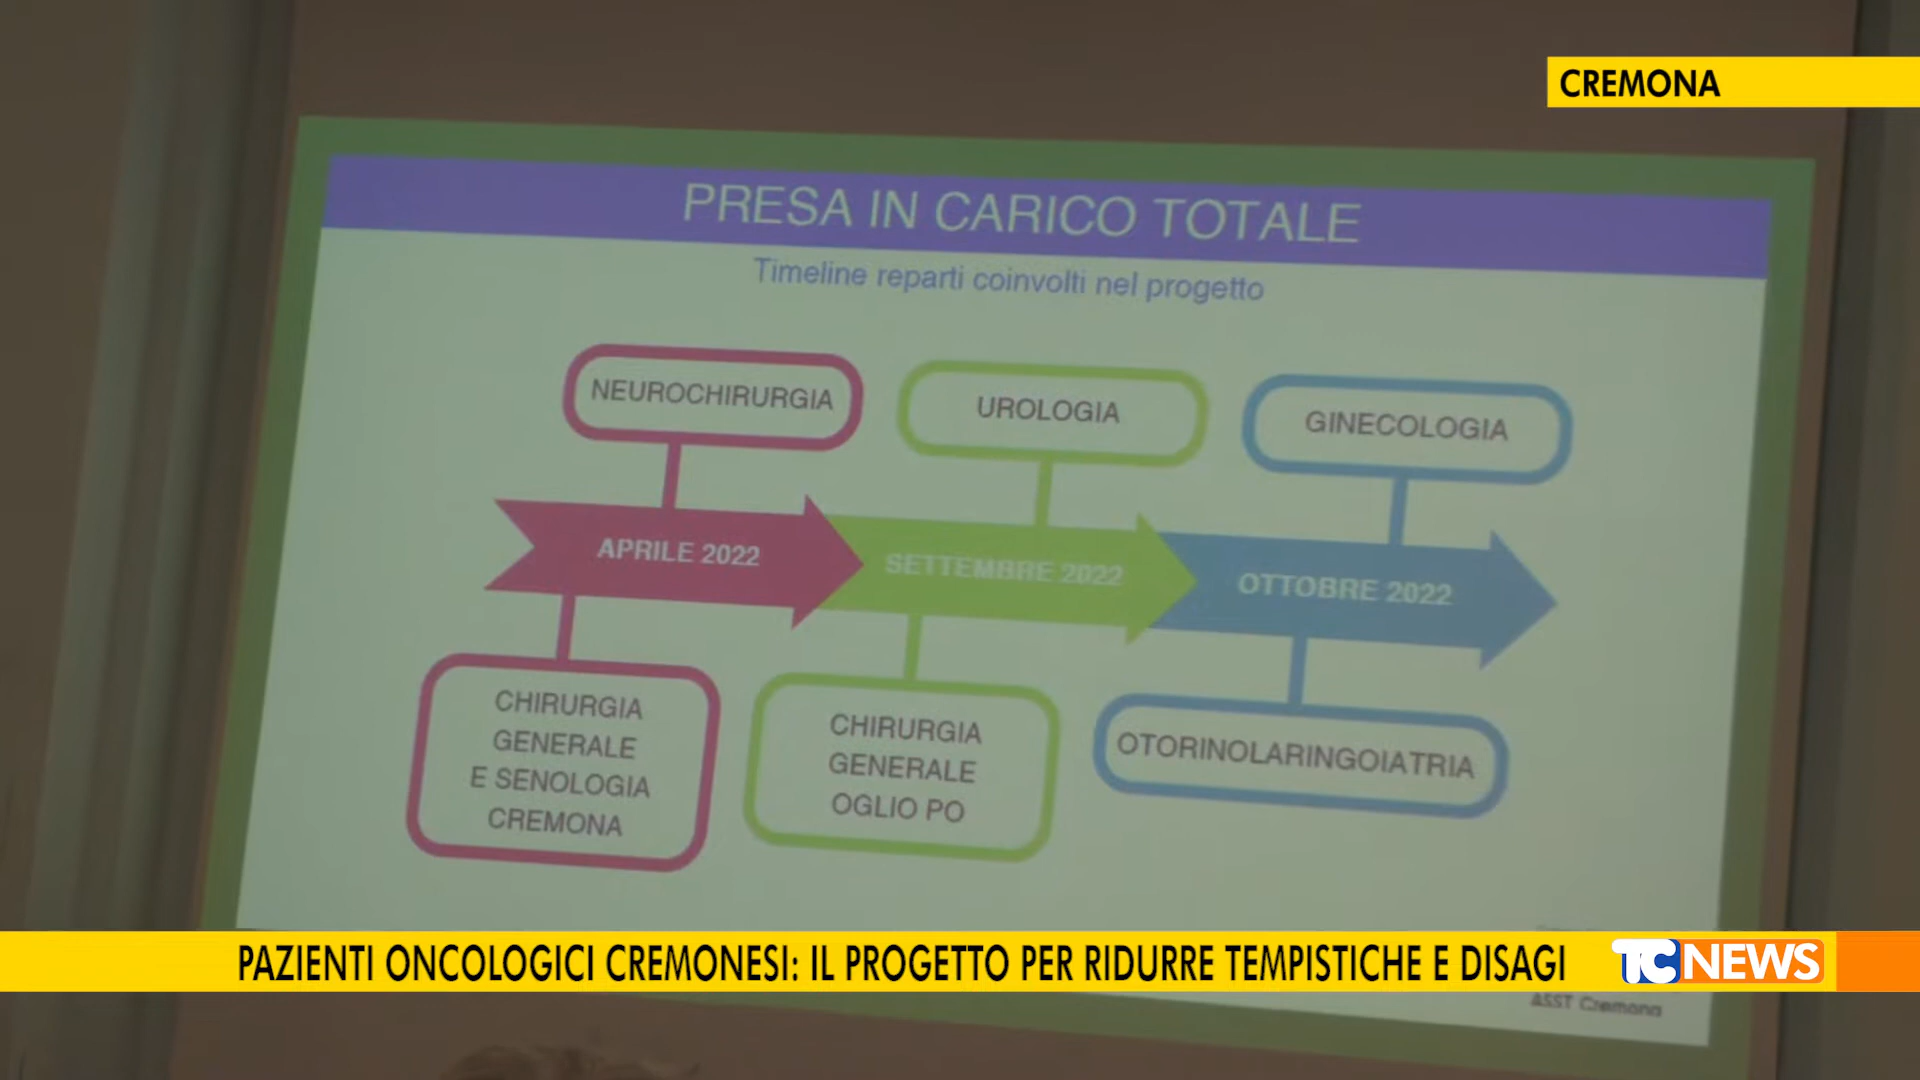 CREMONA
PRESA IN CARICO TOTALE
Timeline reparti coinvolti nel progetto
NEUROCHIRURGIA
UROLOGIA
GINECOLOGIA
APRILE 2022
SETTEMBRE 2022
OTTOBRE 2022
CHIRURGIA
GENERALE
E SENOLOGIA
CREMONA
CHIRURGIA
GENERALE
OGLIO PO
OTORINOLARINGOIATRIA
PAZIENTI ONCOLOGICI CREMONESI: IL PROGETTO PER RIDURRE TEMPISTICHE E DISAGI
TC NEWS
ASST Cremona